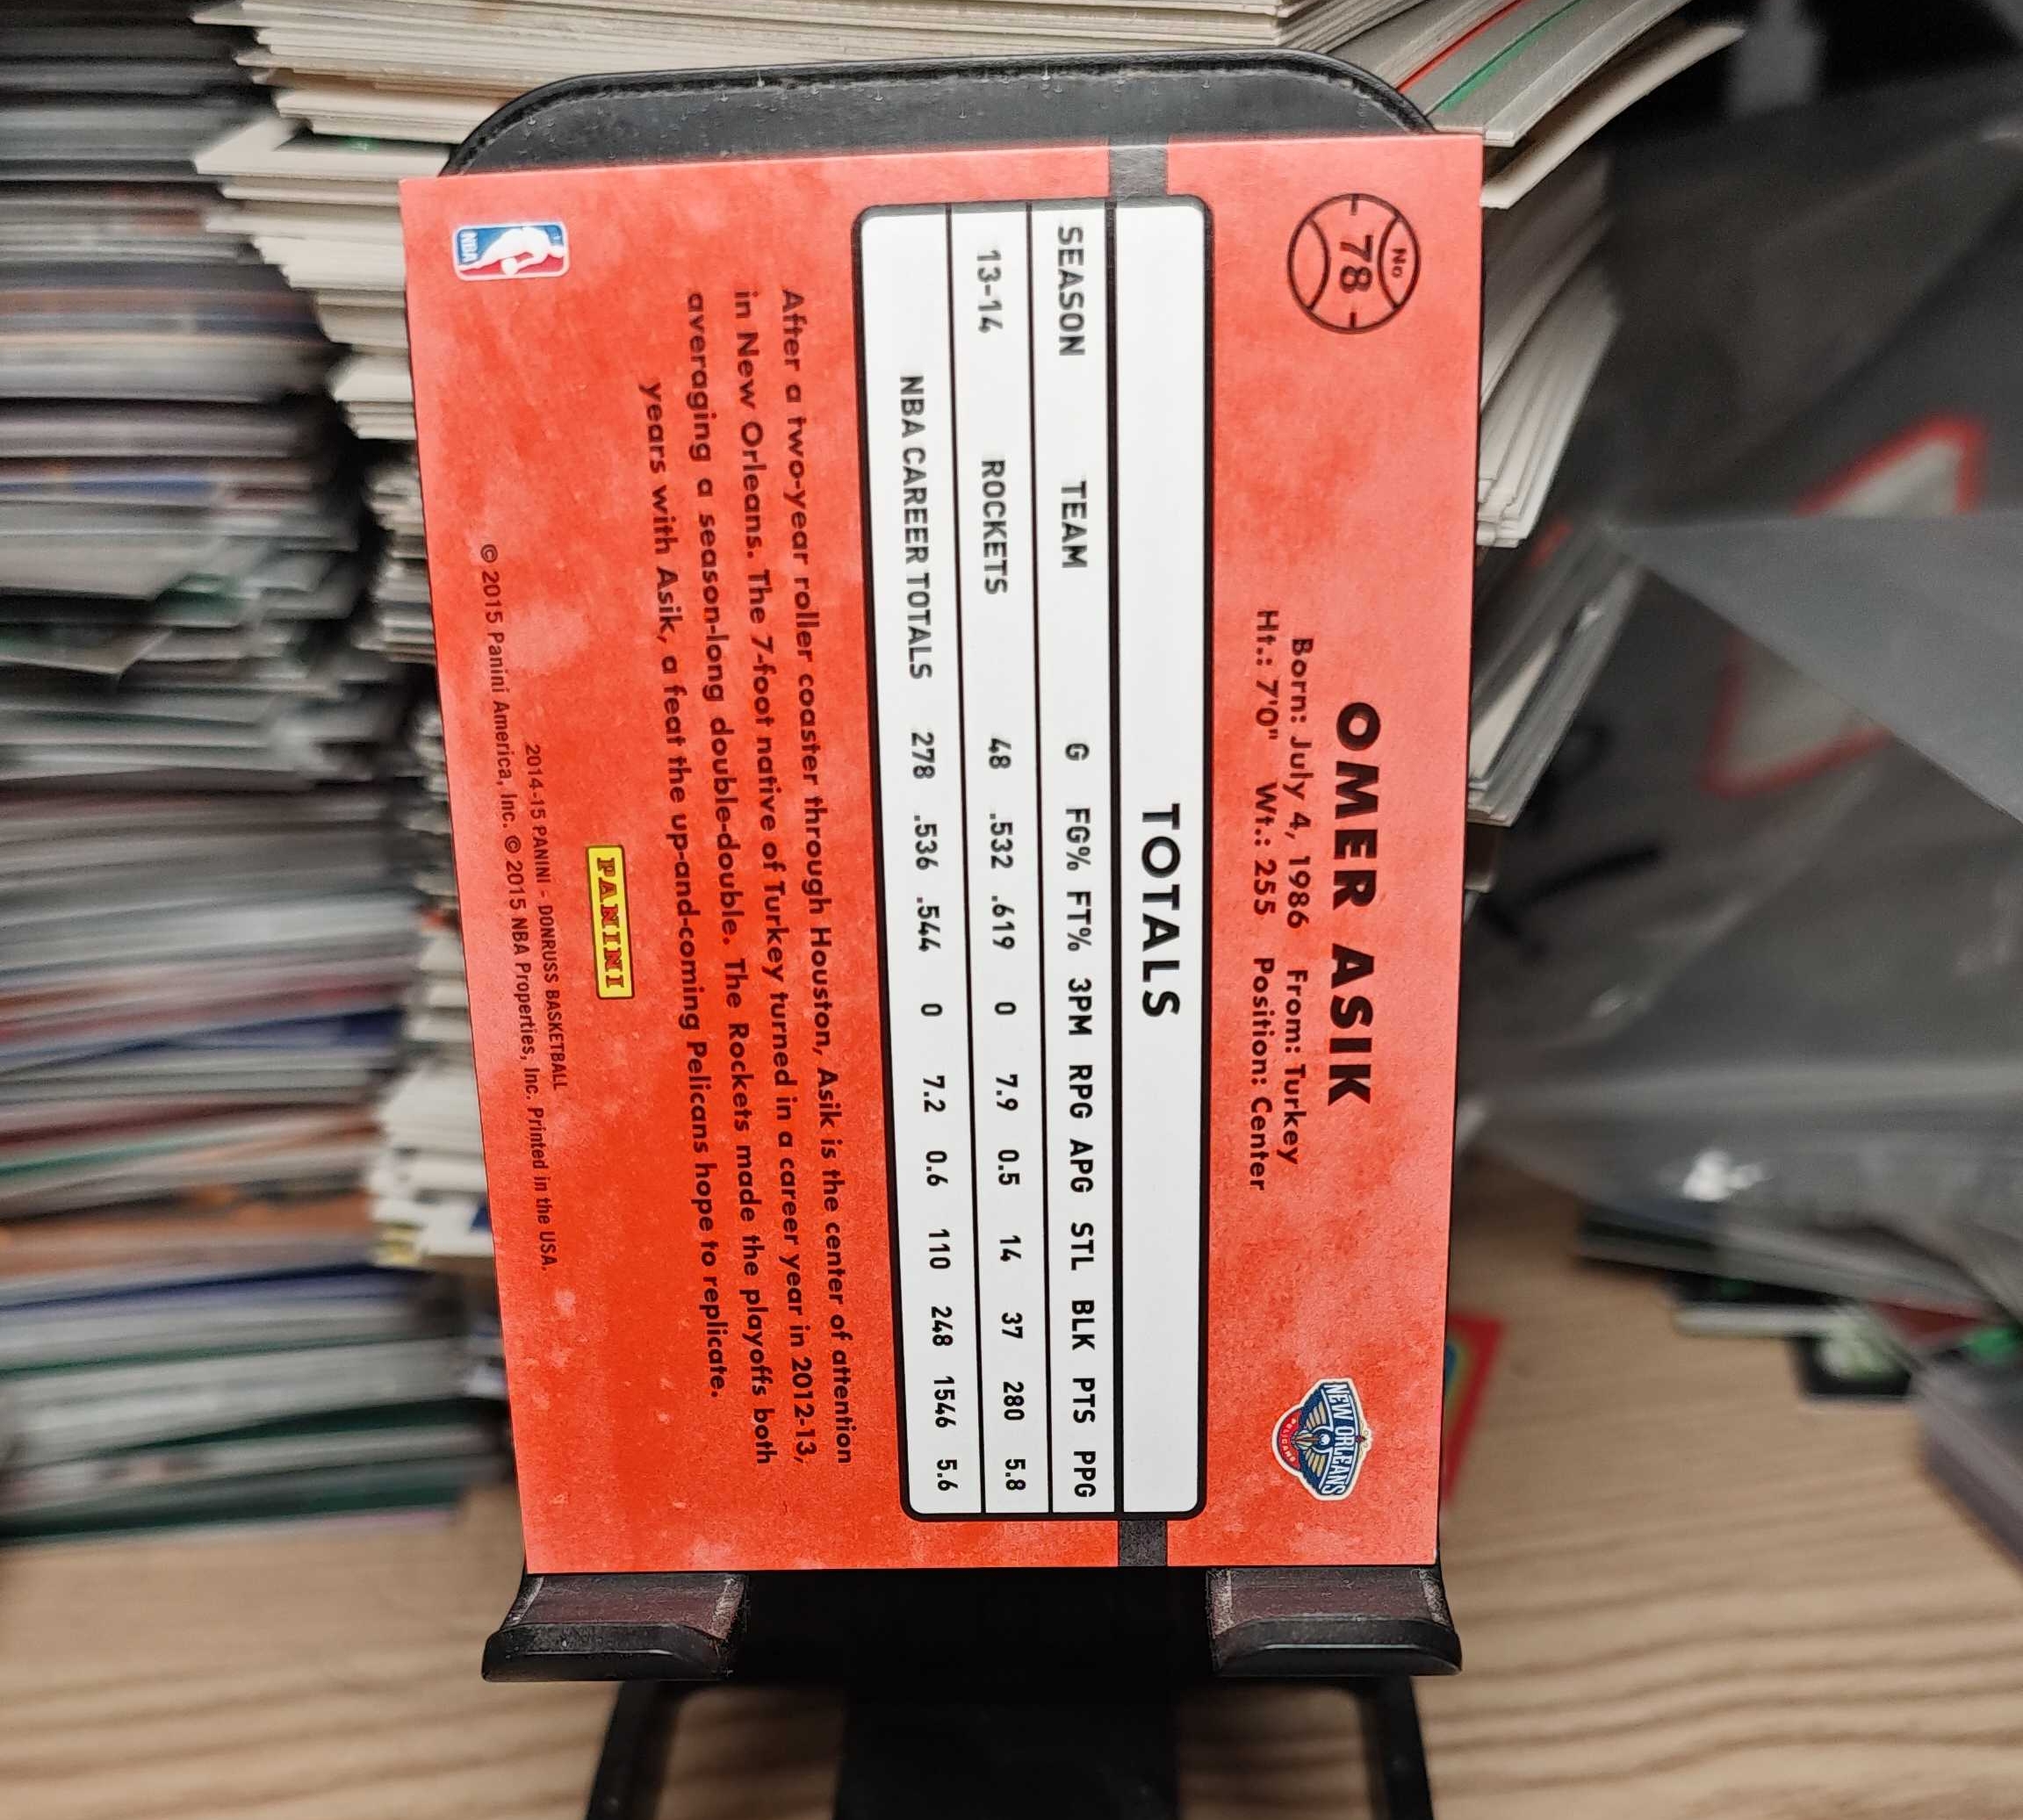 No
78
OMER ASIK
Born: July 4, 1986 From: Turkey
Ht.: 7'0" Wt.: 255 Position: Center
NEW ORLEANS
PELICANS
TOTALS
SEASON TEAM G FG% FT% 3PM RPG APG STL BLK PTS PPG
13-14 ROCKETS 48 .532 .619 0 7.9 0.5 14 37 280 5.8
NBA CAREER TOTALS 278 .536 .544 0 7.2 0.6 110 248 1546 5.6
After a two-year roller coaster through Houston, Asik is the center of attention
in New Orleans. The 7-foot native of Turkey turned in a career year in 2012-13,
averaging a season-long double-double. The Rockets made the playoffs both
years with Asik, a feat the up-and-coming Pelicans hope to replicate.
PANINI
2014-15 PANINI - DONRUSS BASKETBALL
© 2015 Panini America, Inc. © 2015 NBA Properties, Inc. Printed in the USA.
NBA